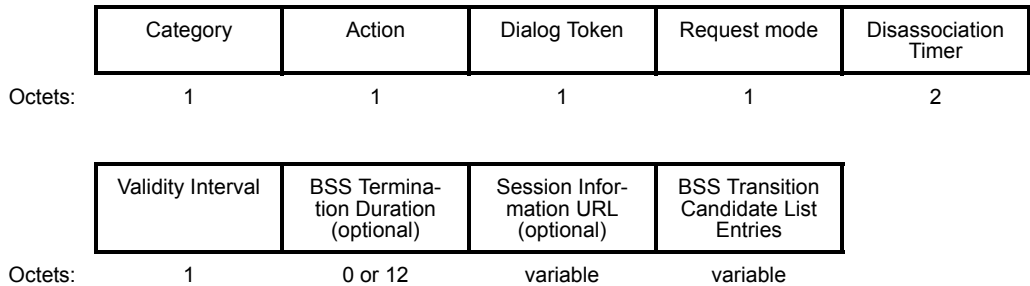 Category Action Dialog Token Request mode Disassociation
Timer
Octets: 1 1 1 1 2
Validity Interval BSS Termina-
tion Duration
(optional) Session Infor-
mation URL
(optional) BSS Transition
Candidate List
Entries
Octets: 1 0 or 12 variable variable